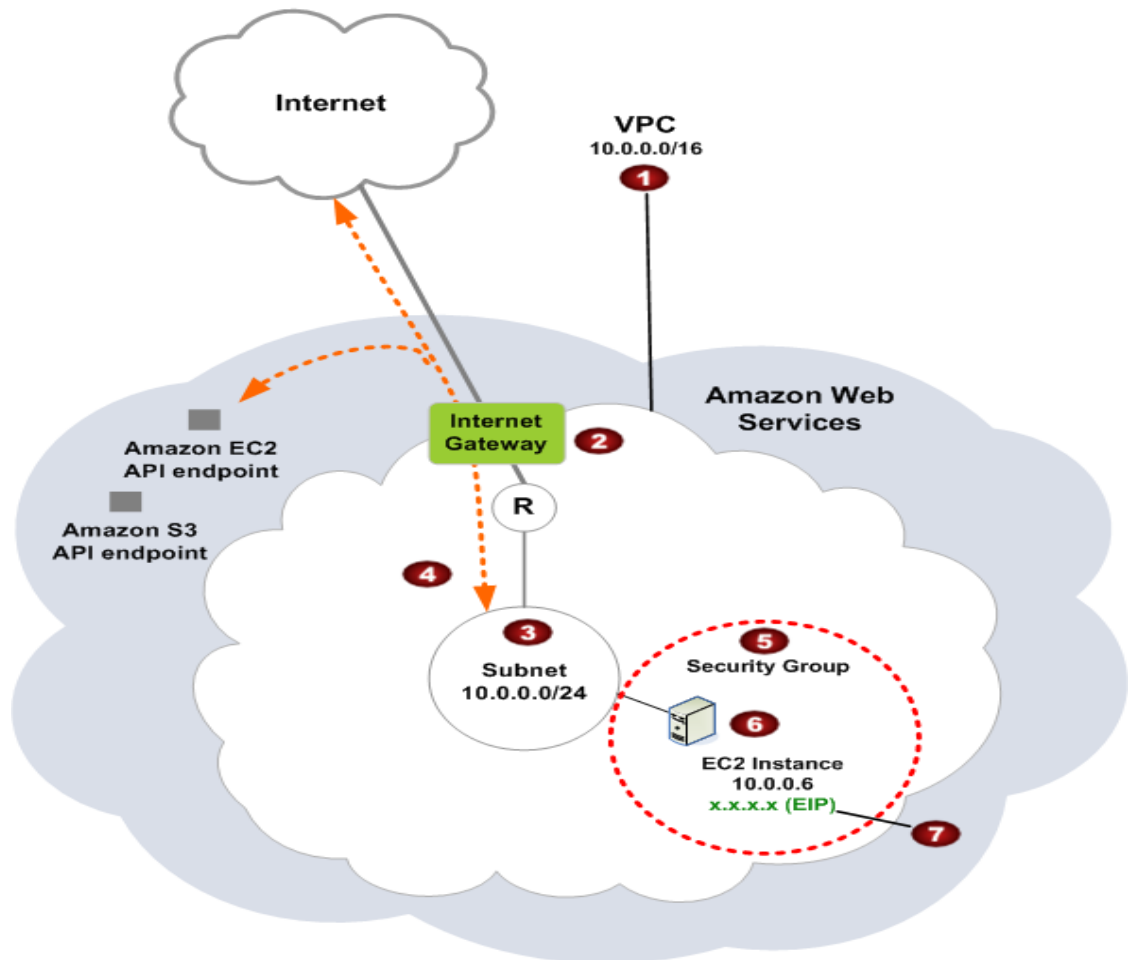 Internet
VPC
10.0.0.0/16
1
Amazon Web
Services
Internet
Gateway
2
Amazon EC2
API endpoint
R
Amazon S3
API endpoint
4
3
Subnet
10.0.0.0/24
5
Security Group
6
EC2 Instance
10.0.0.6
x.x.x.x (EIP)
7